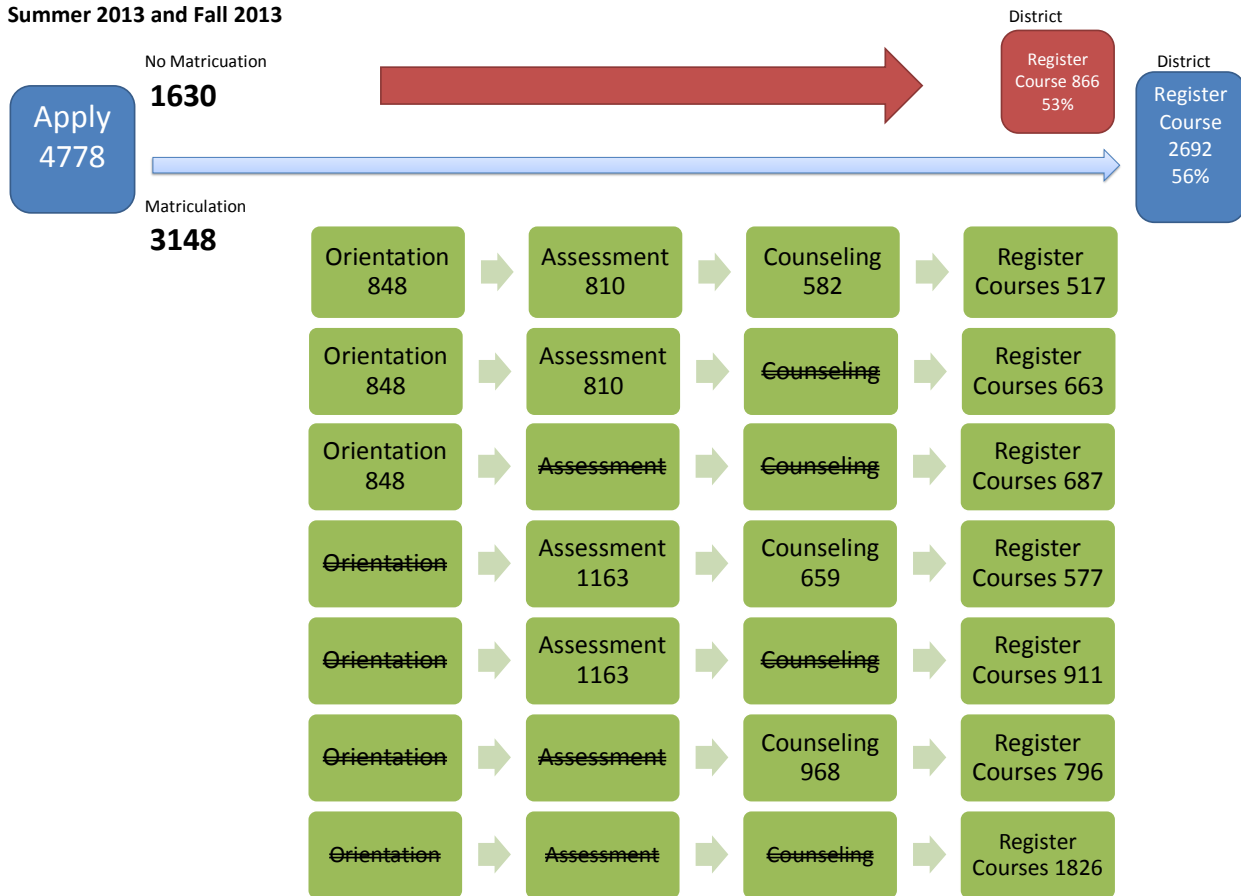 Summer 2013 and Fall 2013
District
No Matricuation
1630
Register
Course 866
53%
District
Apply
4778
Register
Course
2692
56%
Matriculation
3148
Orientation
848
Assessment
810
Counseling
582
Register
Courses 517
Orientation
848
Assessment
810
Counseling
Register
Courses 663
Orientation
848
Assessment
Counseling
Register
Courses 687
Orientation
Assessment
1163
Counseling
659
Register
Courses 577
Orientation
Assessment
1163
Counseling
Register
Courses 911
Orientation
Assessment
Counseling
968
Register
Courses 796
Orientation
Assessment
Counseling
Register
Courses 1826